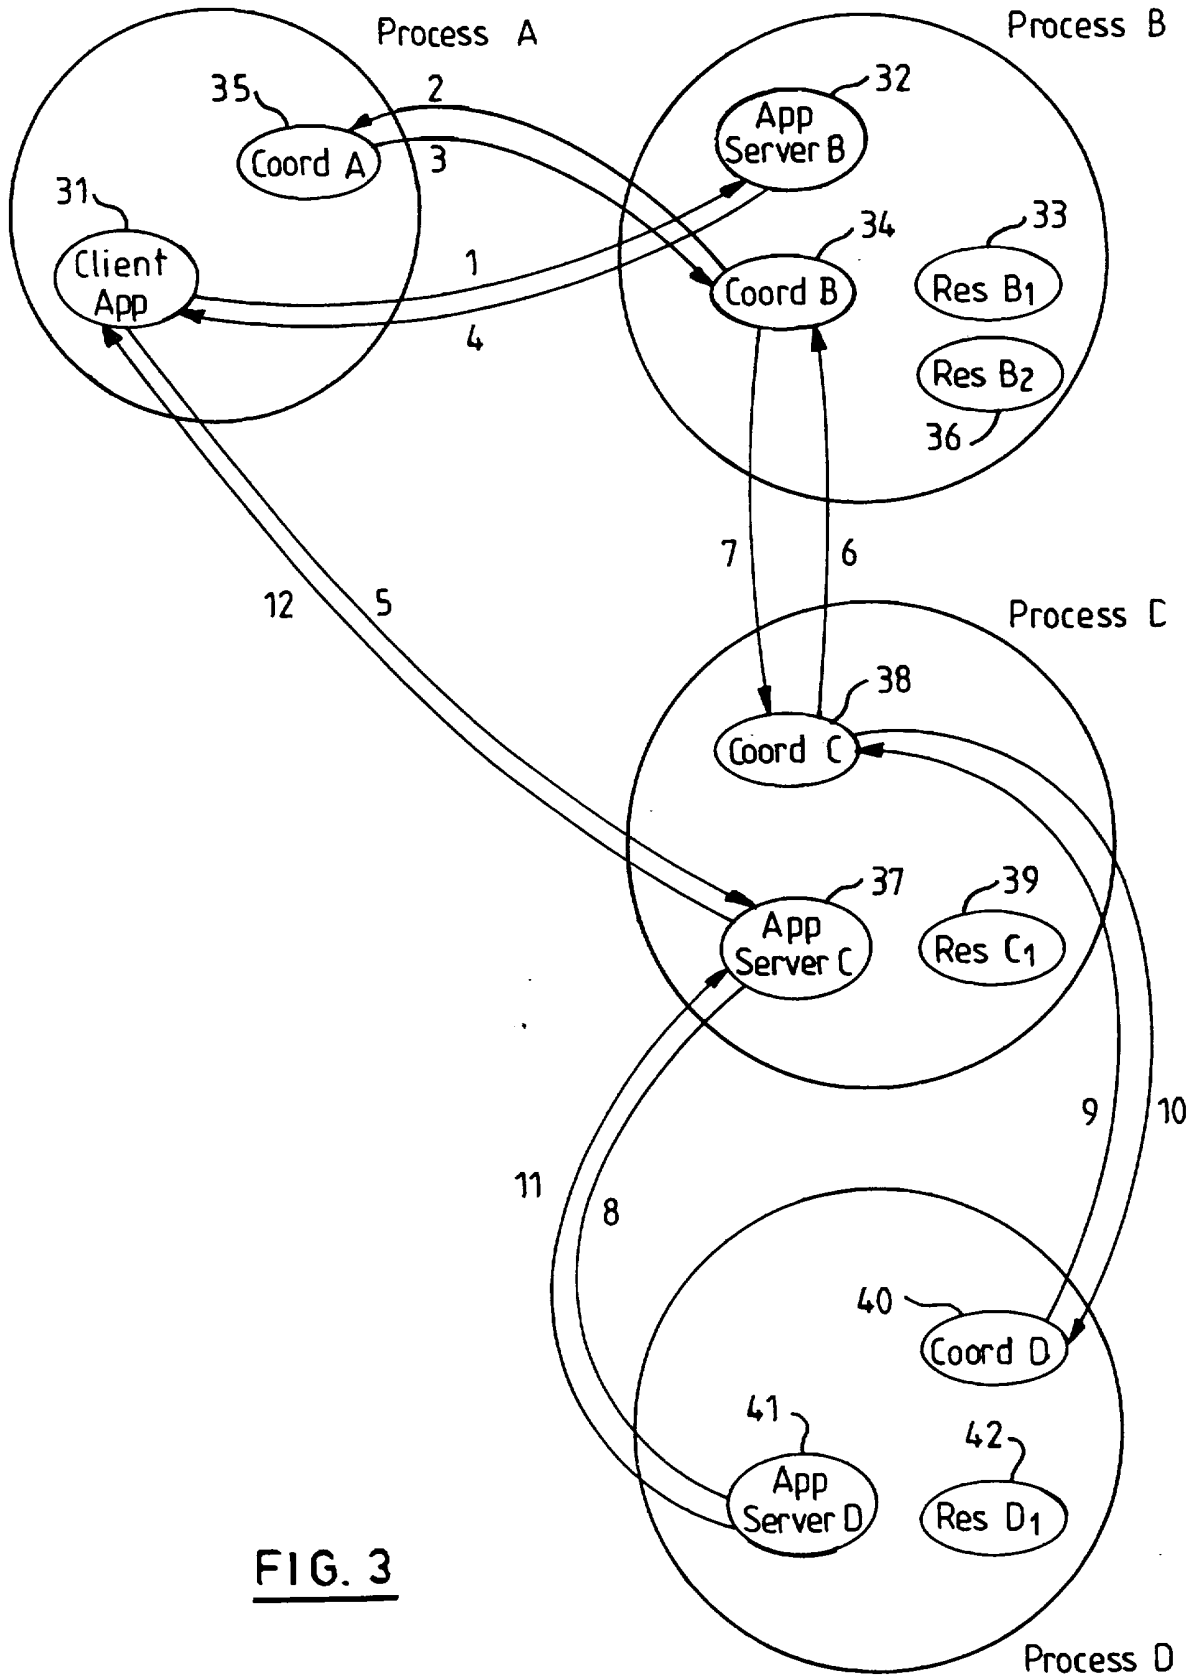 Process A
Process B
35
2
32
App
Server B
Coord A
3
31
34
33
Client
App
1
Coord B
Res B1
4
Res B2
36
7
6
12
5
Process C
38
Coord C
37
39
App
Server C
Res C1
9
10
11
8
40
Coord D
41
42
App
Server D
Res D1
FIG. 3
Process D